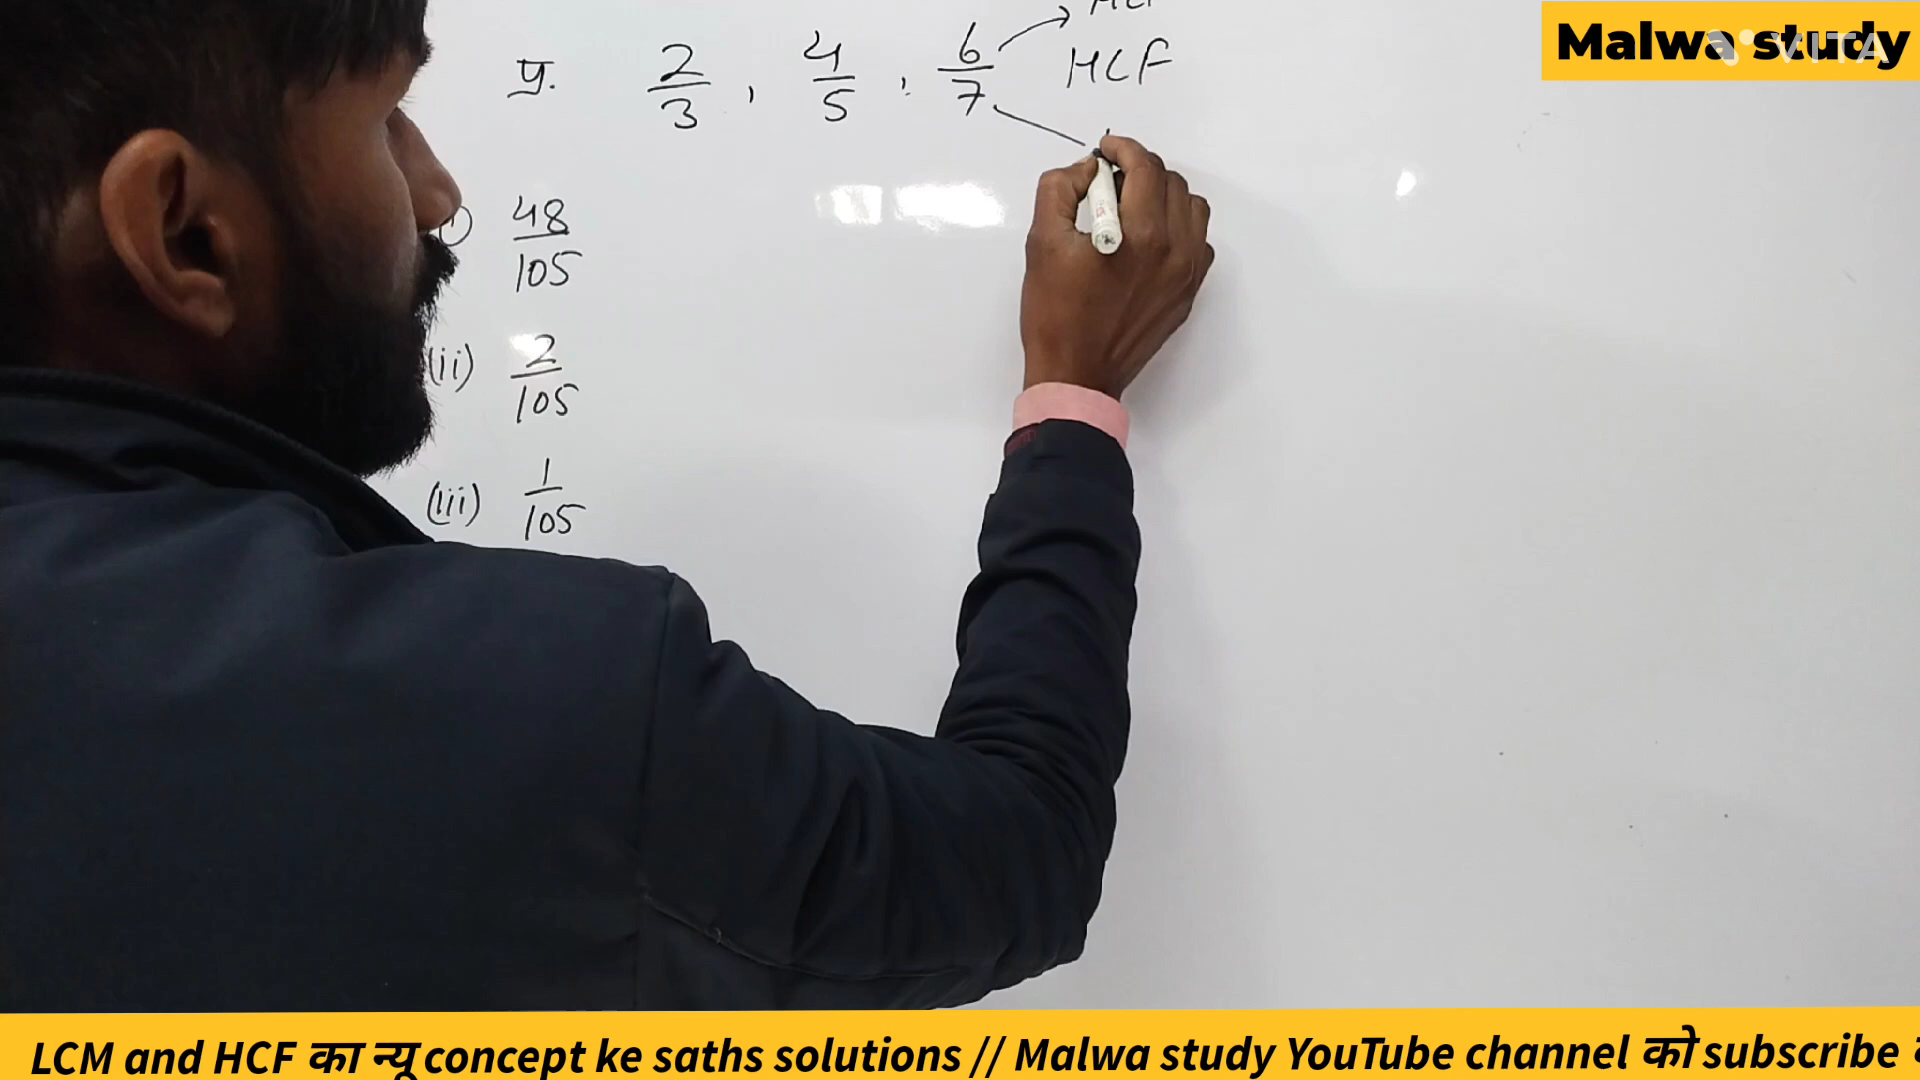 Malwa study
VITA
प्र. 2/3 , 4/5 , 6/7 HCF
48/105
(ii) 2/105
(iii) 1/105
LCM and HCF का न्यू concept ke saths solutions // Malwa study YouTube channel को subscribe